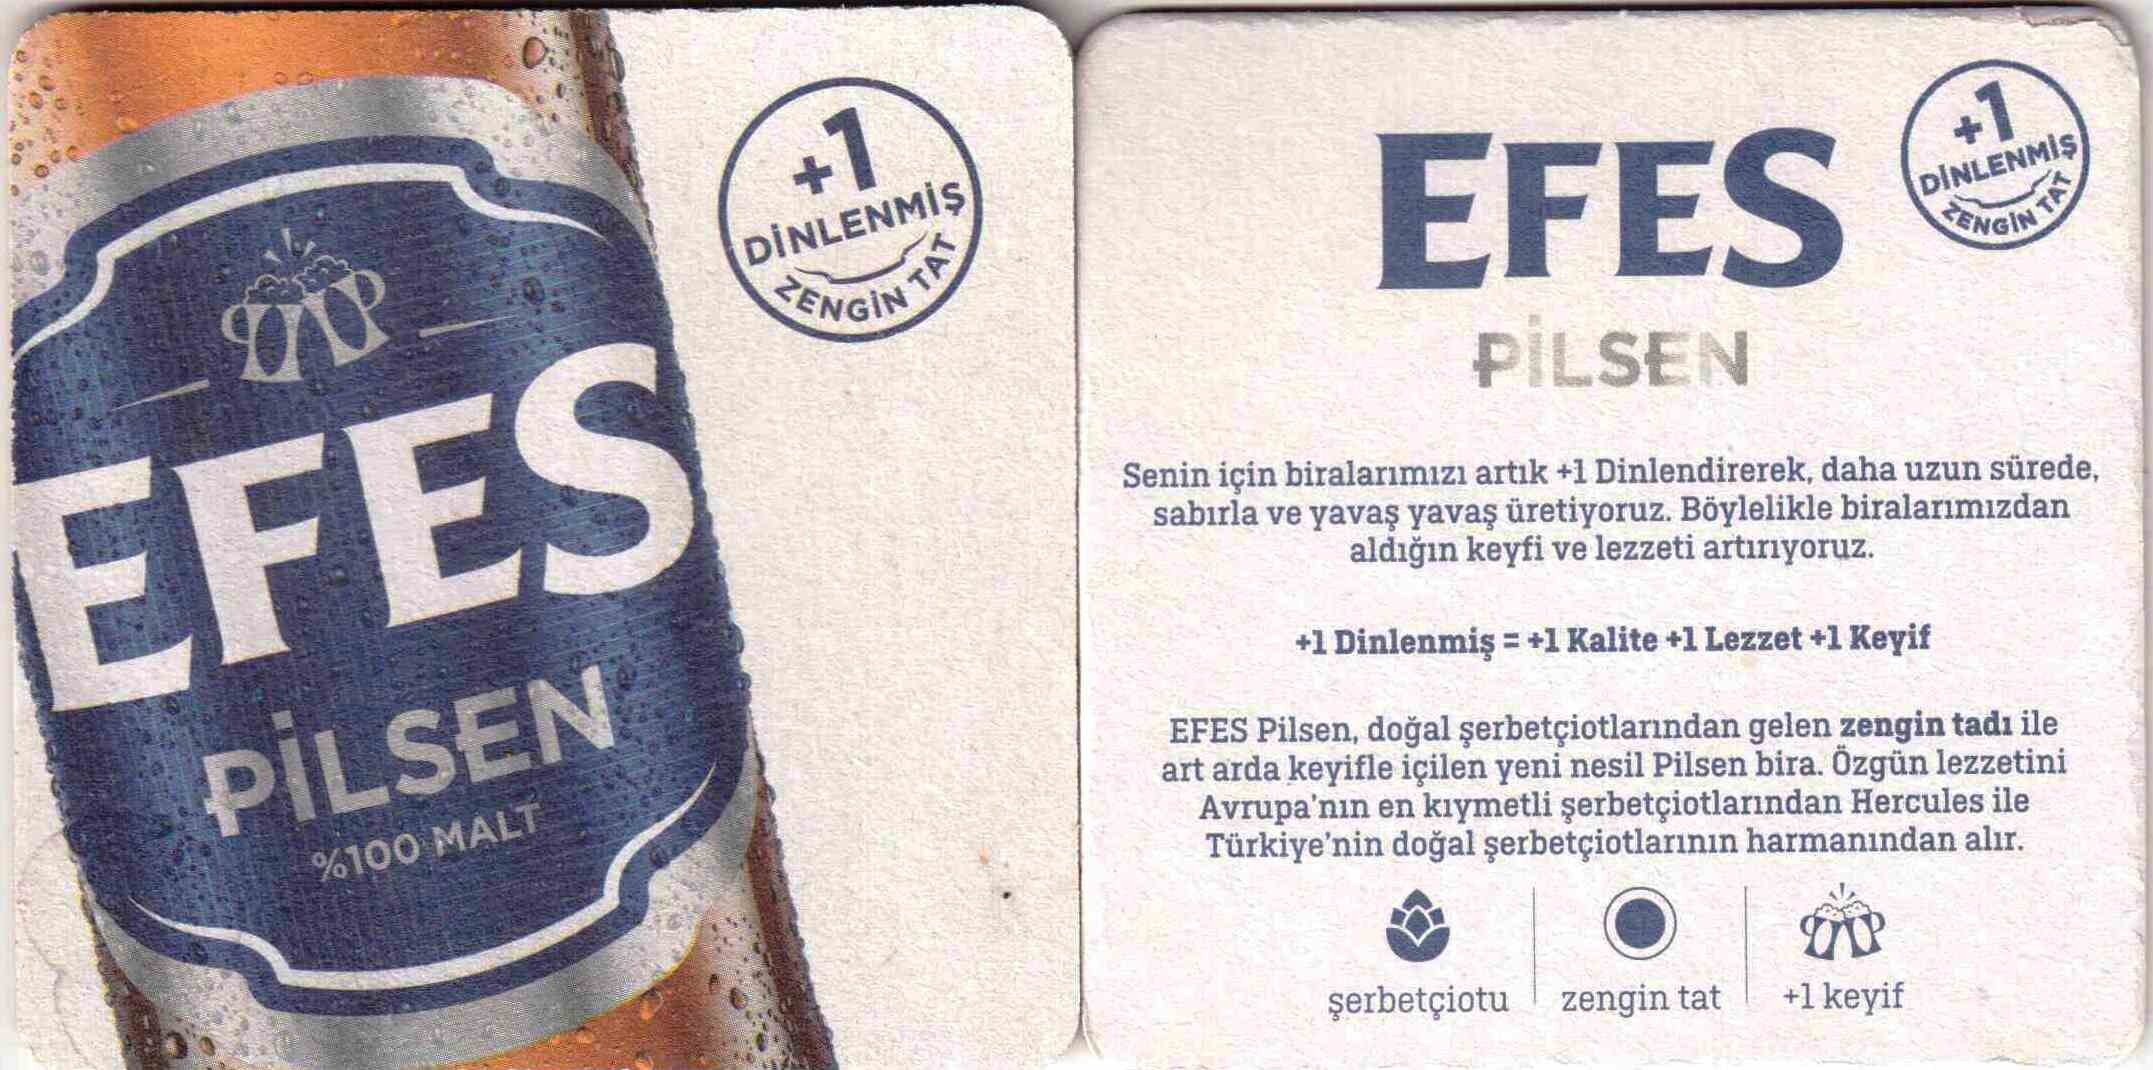 +1
DİNLENMİŞ
ZENGİN TAT
EFES
PİLSEN
%100 MALT
+1
DİNLENMİŞ
ZENGİN TAT
EFES
PİLSEN
Senin için biralarımızı artık +1 Dinlendirerek, daha uzun sürede,
sabırla ve yavaş yavaş üretiyoruz. Böylelikle biralarımızdan
aldığın keyfi ve lezzeti artırıyoruz.
+1 Dinlenmiş = +1 Kalite +1 Lezzet +1 Keyif
EFES Pilsen, doğal şerbetçiotlarından gelen zengin tadı ile
art arda keyifle içilen yeni nesil Pilsen bira. Özgün lezzetini
Avrupa'nın en kıymetli şerbetçiotlarından Hercules ile
Türkiye'nin doğal şerbetçiotlarının harmanından alır.
şerbetçiotu
zengin tat
+1 keyif